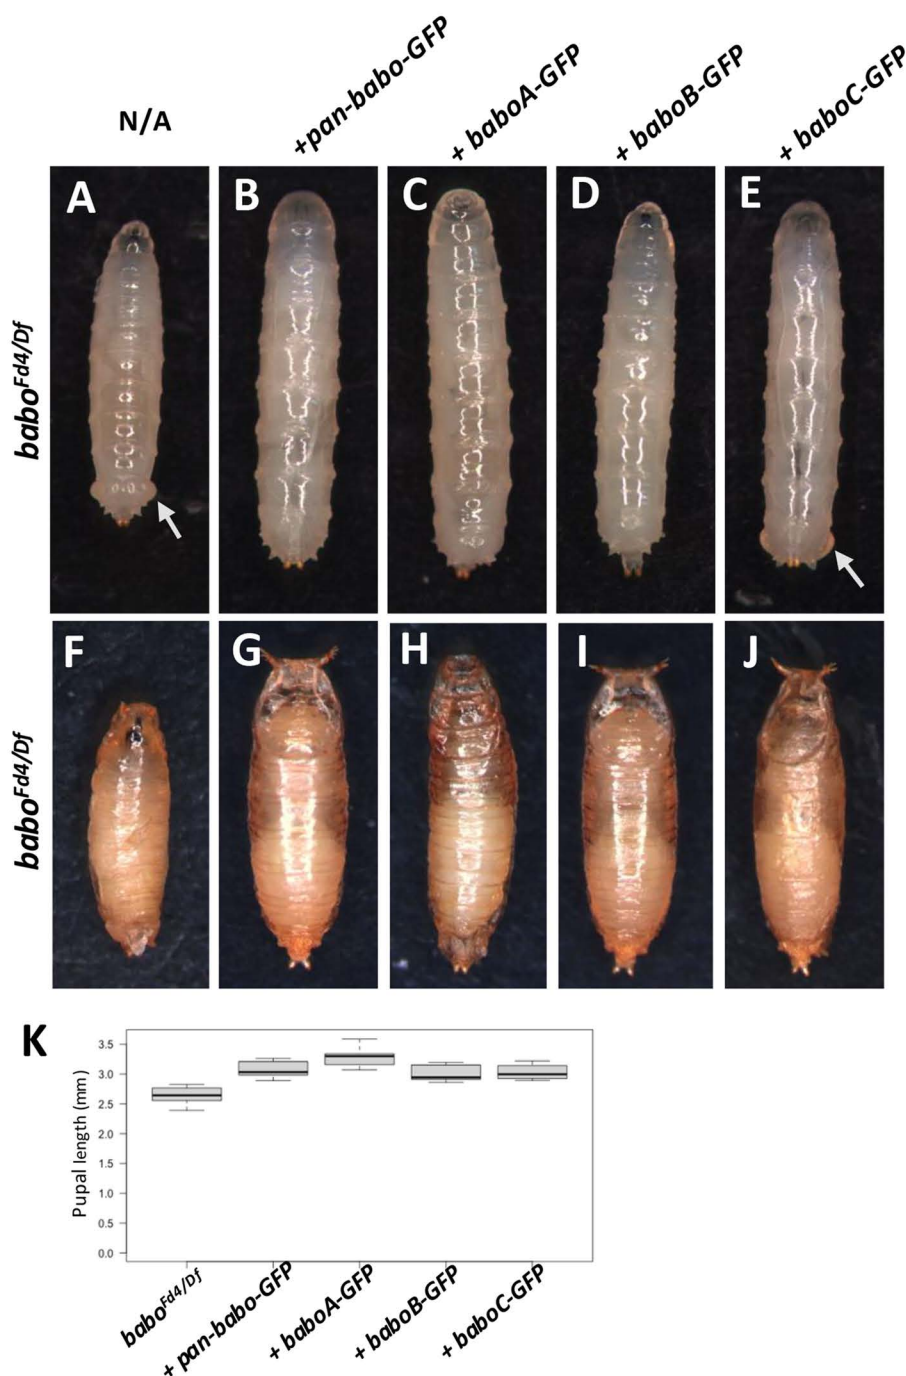 N/A
+pan-babo-GFP
+ baboA-GFP
+ baboB-GFP
+ baboC-GFP
A
B
C
D
E
babo^Fd4/Df
F
G
H
I
J
babo^Fd4/Df
K
Pupal length (mm)
3.5
3.0
2.5
2.0
1.5
1.0
0.5
0.0
babo^Fd4/Df
+ pan-babo-GFP
+ baboA-GFP
+ baboB-GFP
+ baboC-GFP